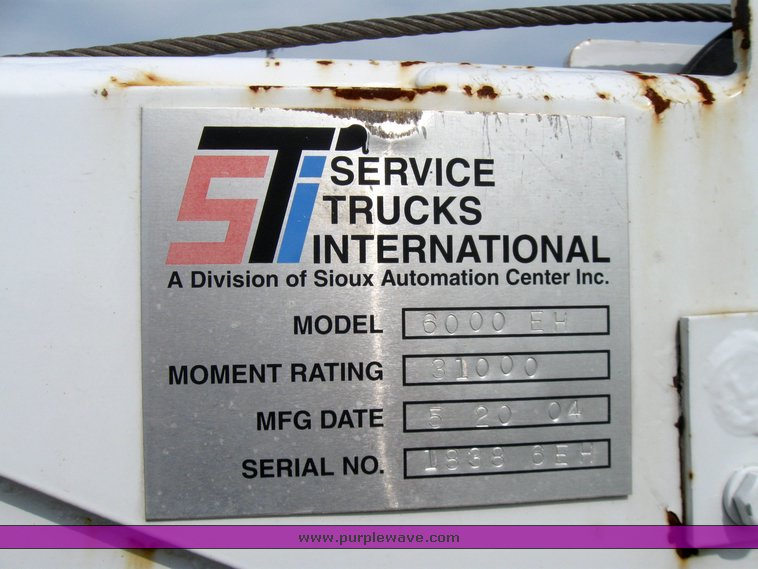 STi
SERVICE
TRUCKS
INTERNATIONAL
A Division of Sioux Automation Center Inc.
MODEL 6000 EH
MOMENT RATING 31000
MFG DATE 5 20 04
SERIAL NO. 1838 6EH
www.purplewave.com